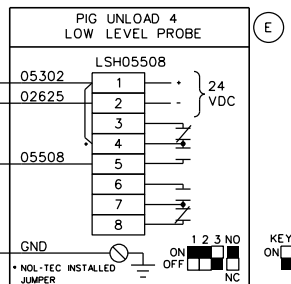 PIG UNLOAD 4
LOW LEVEL PROBE
E
LSH05508
05302 1 +
24
02625 2 -
VDC
3
* 4
05508 5
6
7
8
GND
1 2 3 NO
KEY
ON
ON
OFF
* NOL-TEC INSTALLED
JUMPER
NC